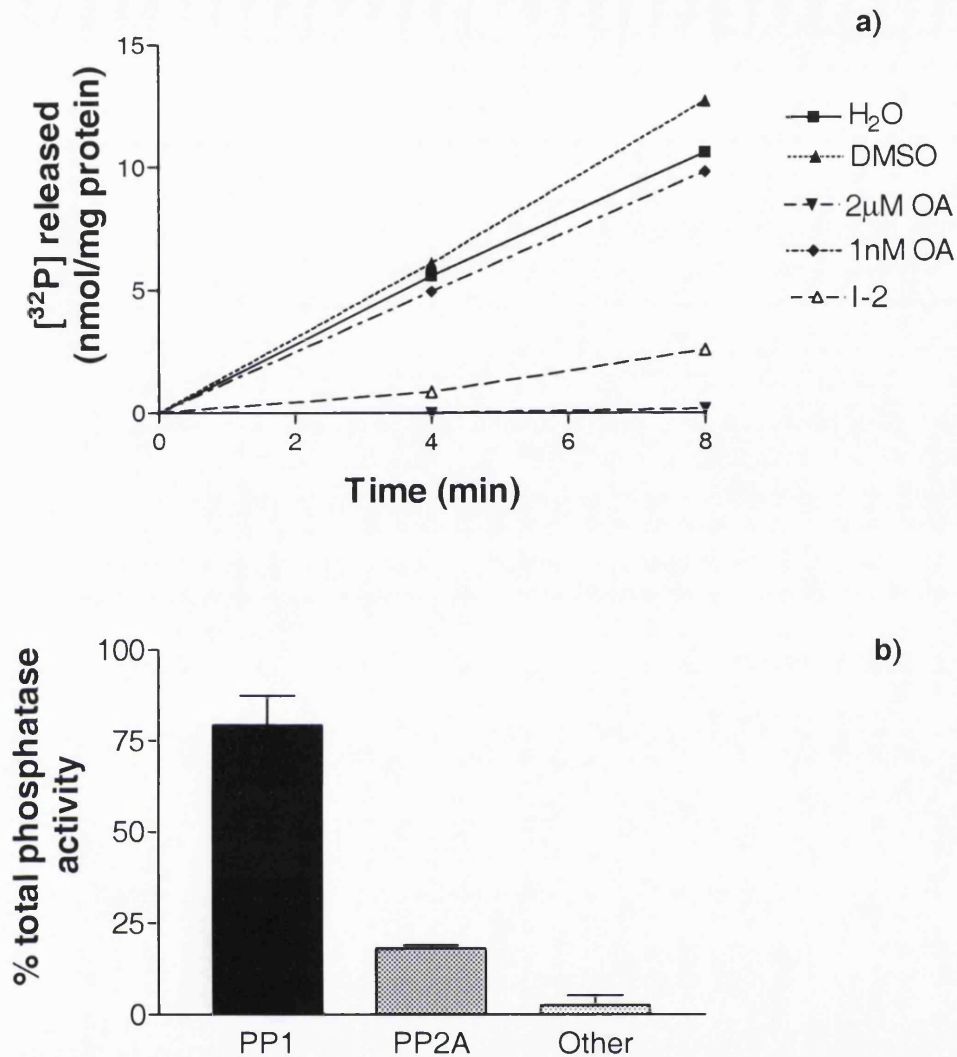 a)
15
10
5
0
[³²P] released
(nmol/mg protein)
0 2 4 6 8
Time (min)
H₂O
DMSO
2µM OA
1nM OA
I-2
b)
100
75
50
25
0
% total phosphatase
activity
PP1 PP2A Other